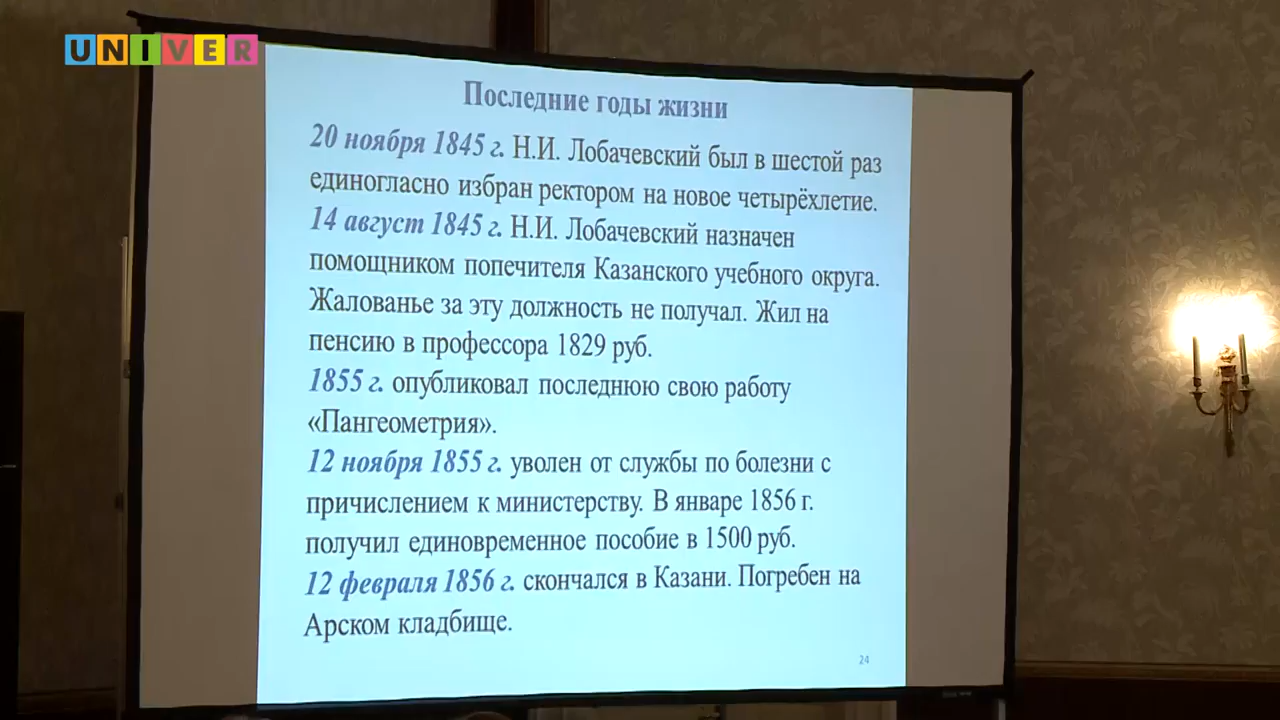 UNIVER
Последние годы жизни
20 ноября 1845 г. Н.И. Лобачевский был в шестой раз
единогласно избран ректором на новое четырёхлетие.
14 август 1845 г. Н.И. Лобачевский назначен
помощником попечителя Казанского учебного округа.
Жалованье за эту должность не получал. Жил на
пенсию в профессора 1829 руб.
1855 г. опубликовал последнюю свою работу
«Пангеометрия».
12 ноября 1855 г. уволен от службы по болезни с
причислением к министерству. В январе 1856 г.
получил единовременное пособие в 1500 руб.
12 февраля 1856 г. скончался в Казани. Погребен на
Арском кладбище.
24